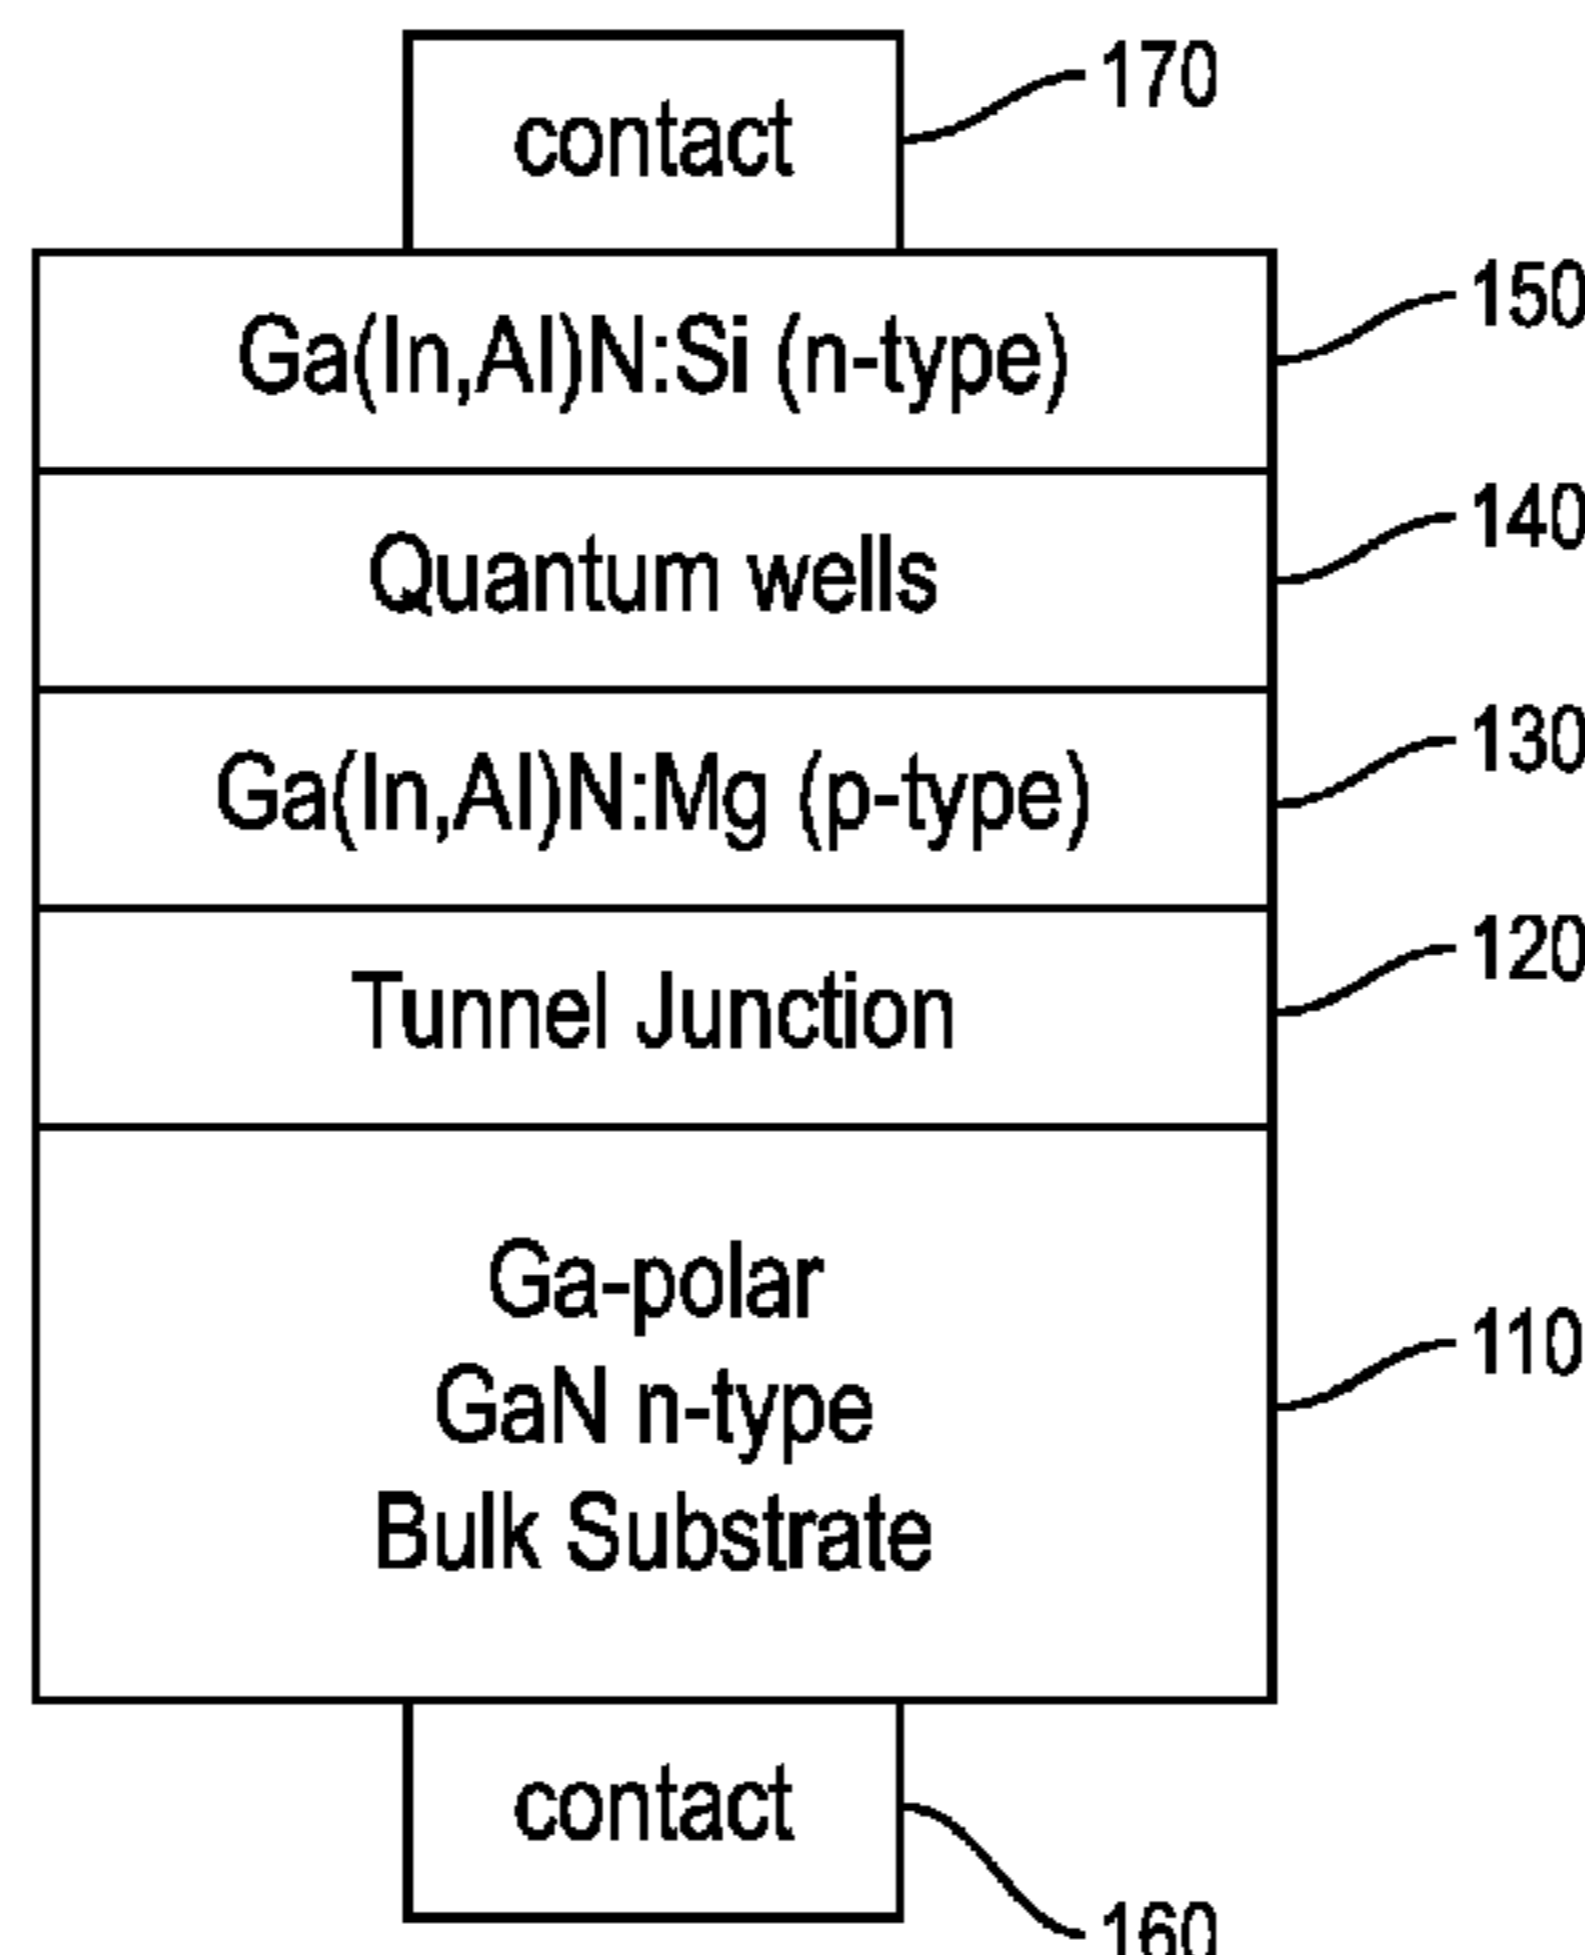 contact
170
Ga(In,Al)N:Si (n-type)
150
Quantum wells
140
Ga(In,Al)N:Mg (p-type)
130
Tunnel Junction
120
Ga-polar
GaN n-type
Bulk Substrate
110
contact
160